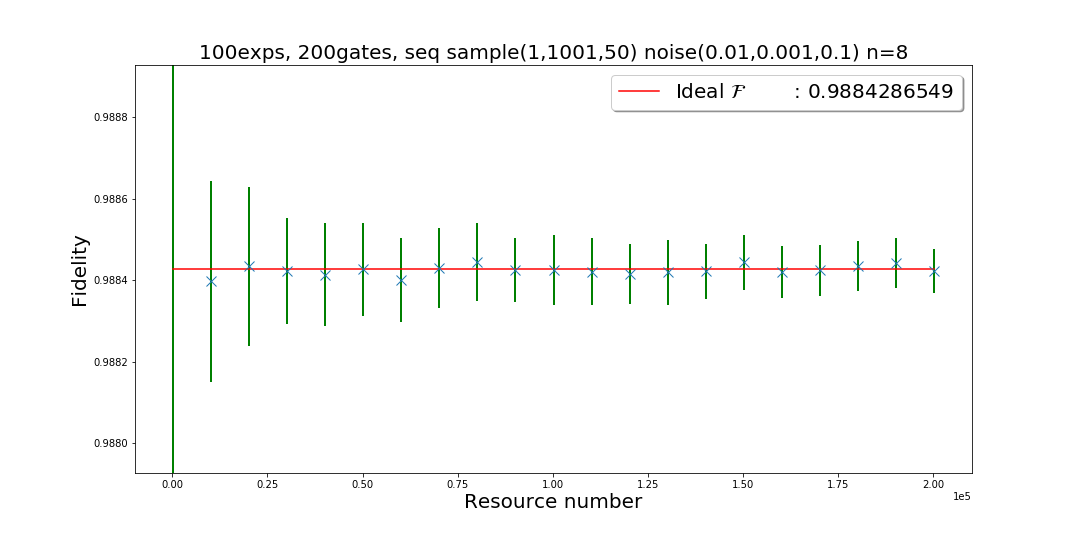 100exps, 200gates, seq sample(1,1001,50) noise(0.01,0.001,0.1) n=8
Ideal ℱ : 0.9884286549
Fidelity
0.9888
0.9886
0.9884
0.9882
0.9880
0.00 0.25 0.50 0.75 1.00 1.25 1.50 1.75 2.00
1e5
Resource number